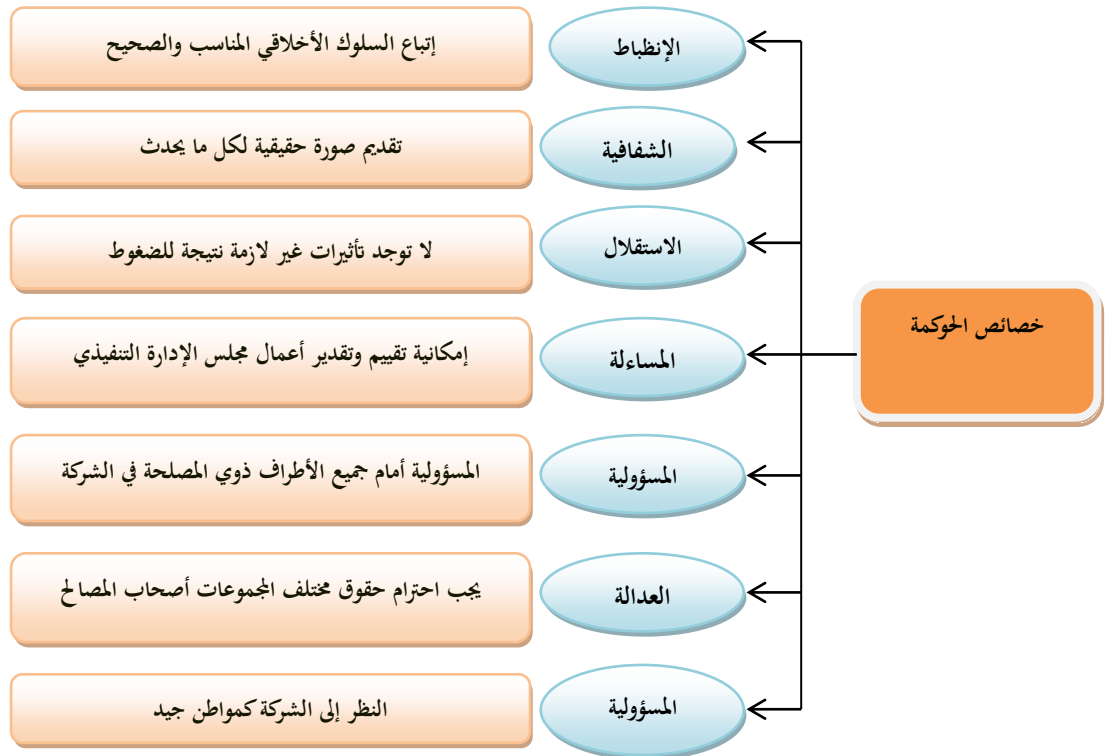 خصائص الحوكمة
الإنظباط
إتباع السلوك الأخلاقي المناسب والصحيح
الشفافية
تقديم صورة حقيقية لكل ما يحدث
الاستقلال
لا توجد تأثيرات غير لازمة نتيجة للضغوط
المساءلة
إمكانية تقييم وتقدير أعمال مجلس الإدارة التنفيذي
المسؤولية
المسؤولية أمام جميع الأطراف ذوي المصلحة في الشركة
العدالة
يجب احترام حقوق مختلف المجموعات أصحاب المصالح
المسؤولية
النظر إلى الشركة كمواطن جيد